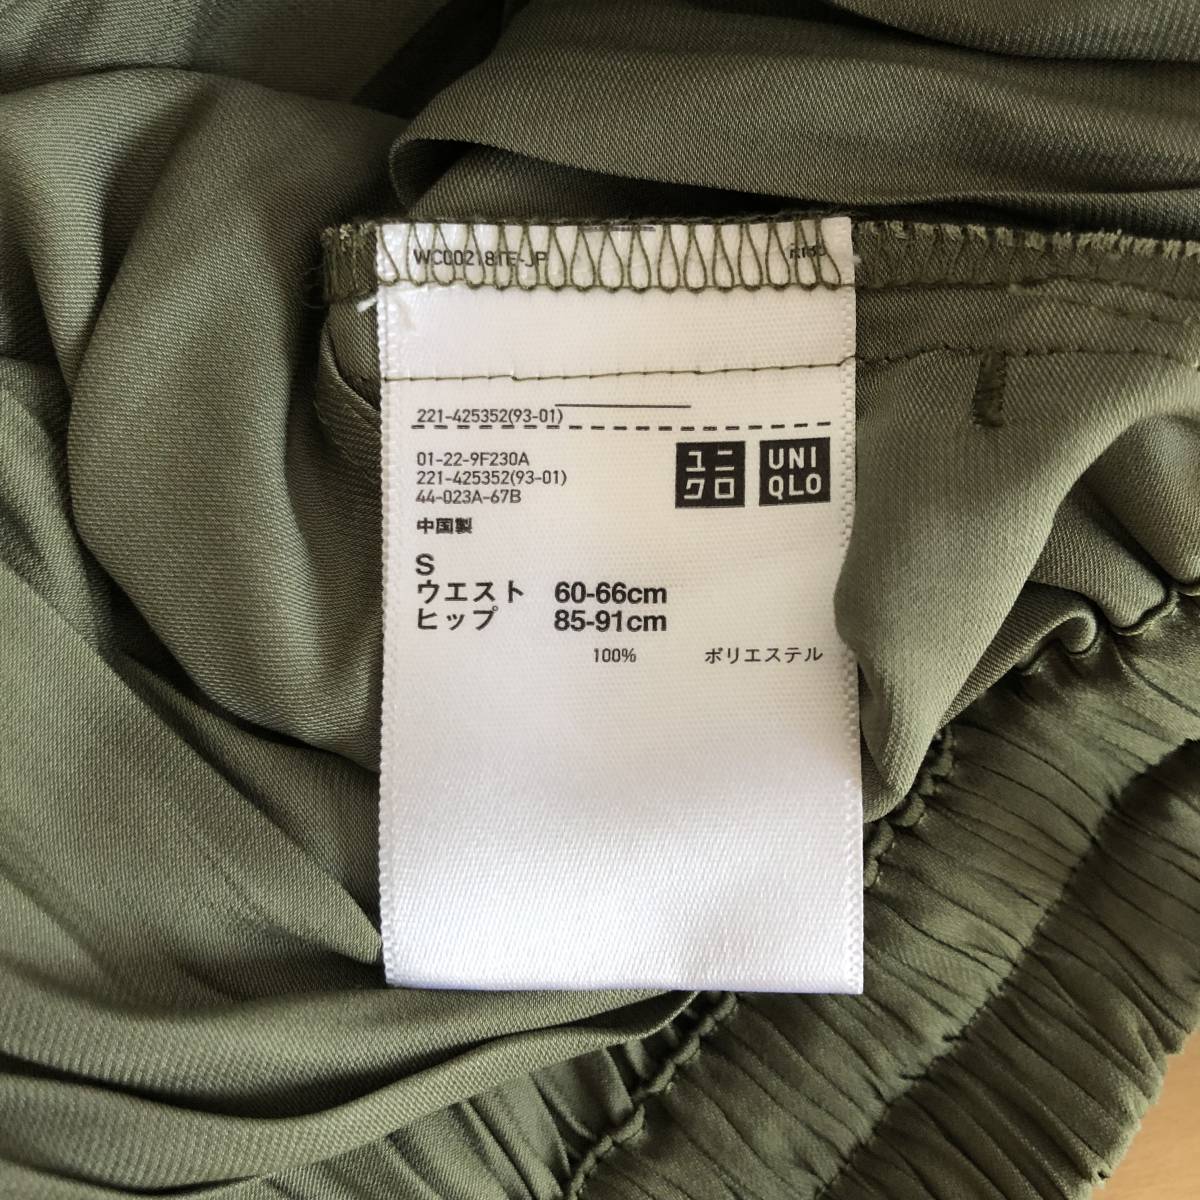 221-425352(93-01)
01-22-9F230A
221-425352(93-01)
44-023A-67B
中国製
ユニクロ
UNIQLO
S
ウエスト 60-66cm
ヒップ 85-91cm
100% ポリエステル